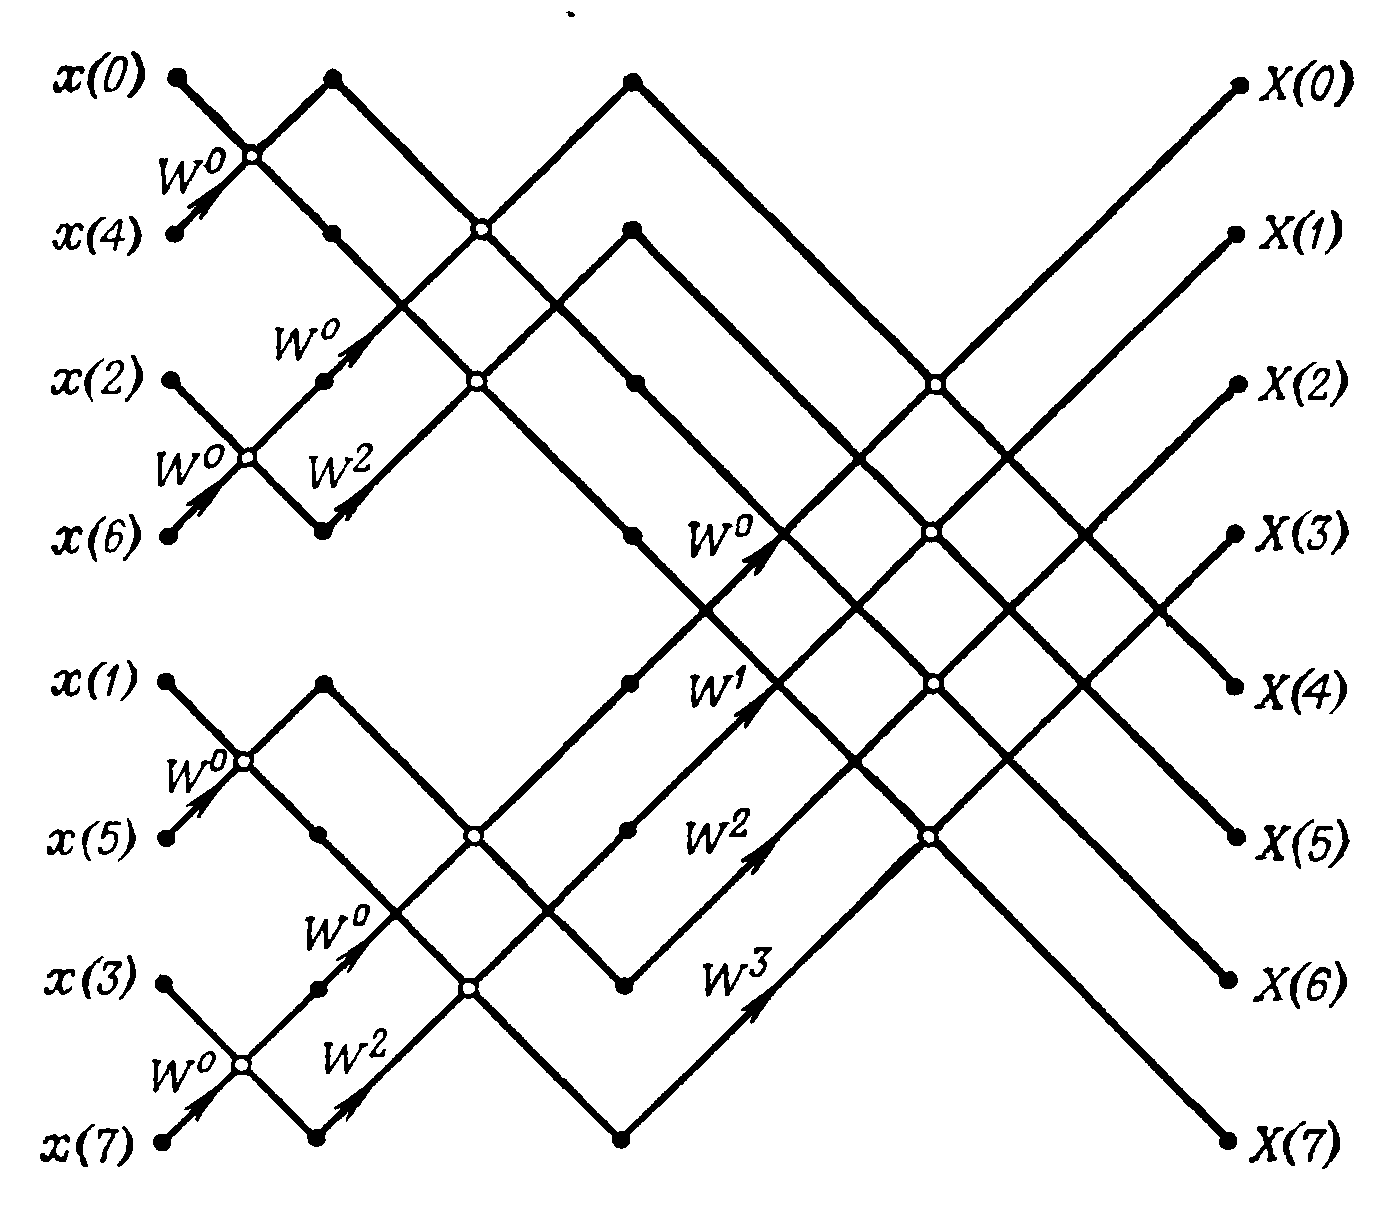 x(0) X(0)
W⁰
x(4) X(1)
W⁰
x(2) X(2)
W⁰ W²
x(6) W⁰ X(3)
x(1) W¹ X(4)
W⁰
x(5) W² X(5)
W⁰
x(3) W³ X(6)
W⁰ W²
x(7) X(7)